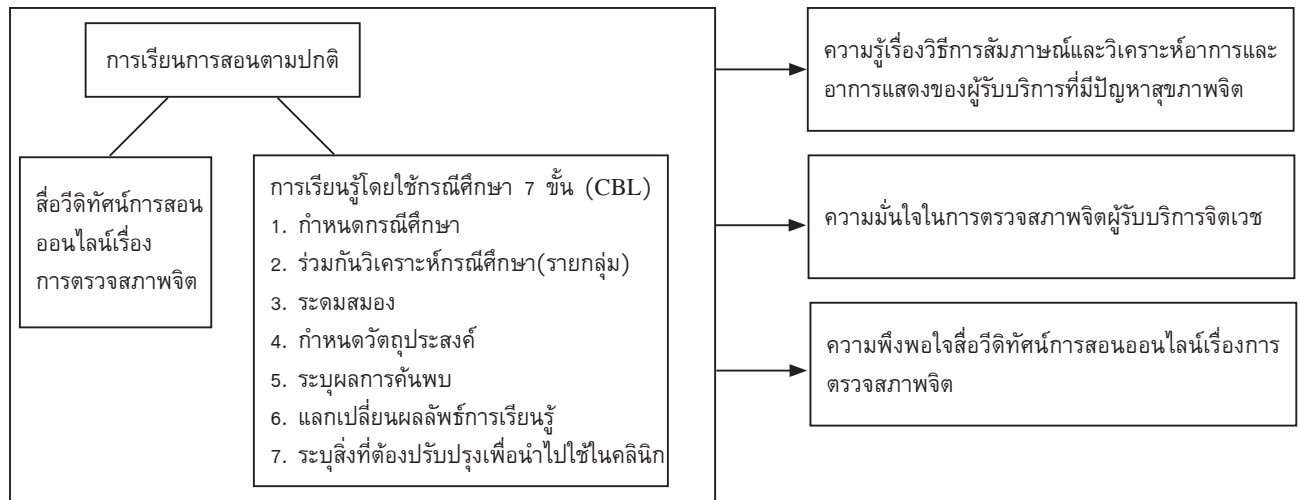 การเรียนการสอนตามปกติ
สื่อวีดิทัศน์การสอน
ออนไลน์เรื่อง
การตรวจสภาพจิต
การเรียนรู้โดยใช้กรณีศึกษา 7 ขั้น (CBL)
1. กำหนดกรณีศึกษา
2. ร่วมกันวิเคราะห์กรณีศึกษา(รายกลุ่ม)
3. ระดมสมอง
4. กำหนดวัตถุประสงค์
5. ระบุผลการค้นพบ
6. แลกเปลี่ยนผลลัพธ์การเรียนรู้
7. ระบุสิ่งที่ต้องปรับปรุงเพื่อนำไปใช้ในคลินิก
ความรู้เรื่องวิธีการสัมภาษณ์และวิเคราะห์อาการและ
อาการแสดงของผู้รับบริการที่มีปัญหาสุขภาพจิต
ความมั่นใจในการตรวจสภาพจิตผู้รับบริการจิตเวช
ความพึงพอใจสื่อวีดิทัศน์การสอนออนไลน์เรื่องการ
ตรวจสภาพจิต